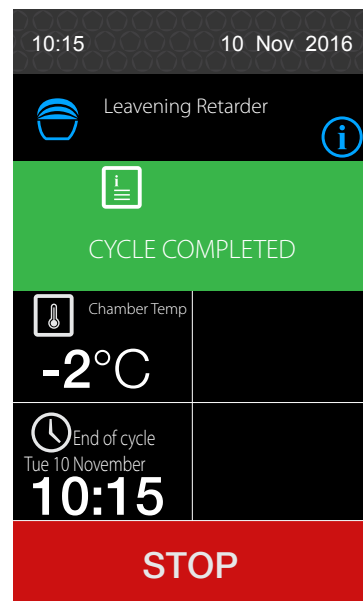 10:15 10 Nov 2016
Leavening Retarder
i
i
CYCLE COMPLETED
Chamber Temp
-2°C
End of cycle
Tue 10 November
10:15
STOP